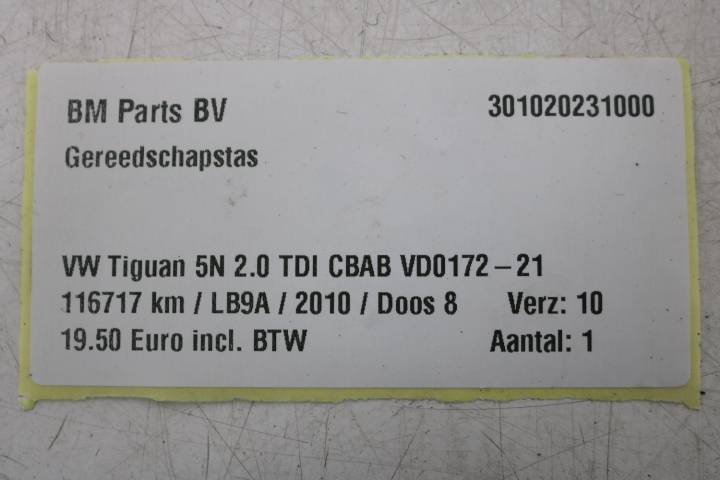 BM Parts BV 301020231000
Gereedschapstas
VW Tiguan 5N 2.0 TDI CBAB VD0172-21
116717 km / LB9A / 2010 / Doos 8 Verz: 10
19.50 Euro incl. BTW Aantal: 1